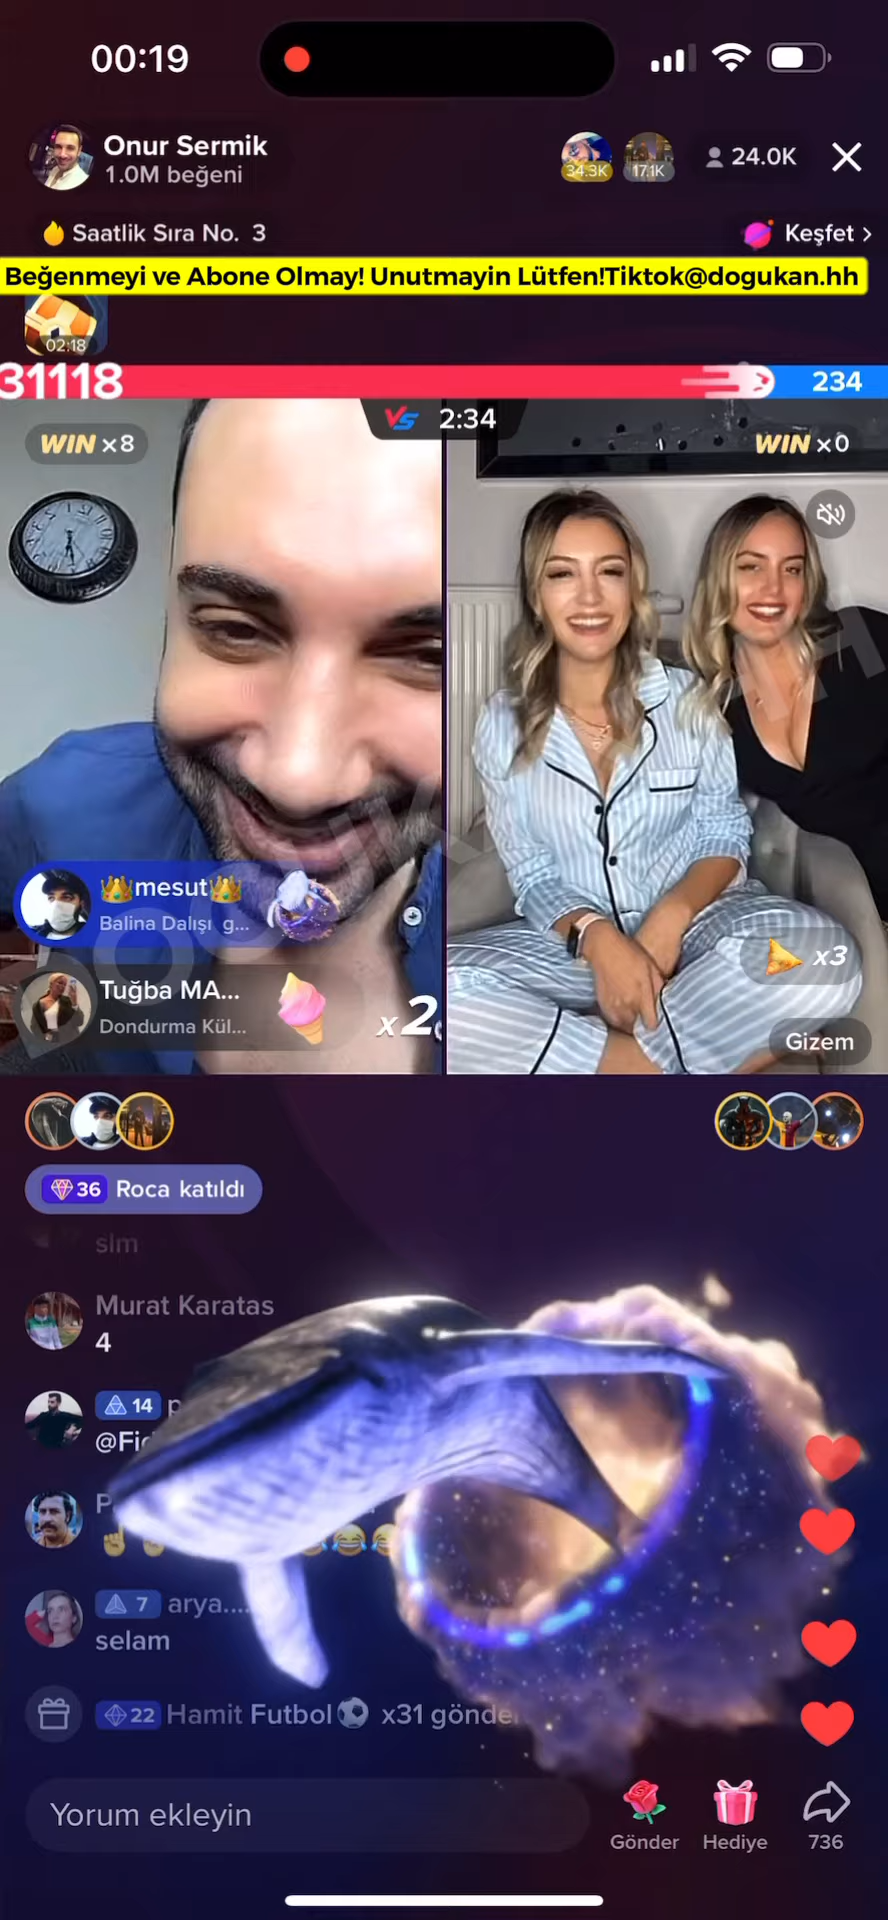 00:19
Onur Sermik
1.0M beğeni
34.3K
17.1K
24.0K
Saatlik Sıra No. 3
Keşfet >
Beğenmeyi ve Abone Olmay! Unutmayin Lütfen!Tiktok@dogukan.hh
02:18
31118
234
VS 2:34
WIN x8
WIN x0
mesut
Balina Dalışı g...
x3
Tuğba MA...
Dondurma Kül...
x2
Gizem
36 Roca katıldı
slm
Murat Karatas
4
14 p
@Fic
P
7 arya....
selam
22 Hamit Futbol x31 gönde
Yorum ekleyin
Gönder
Hediye
736